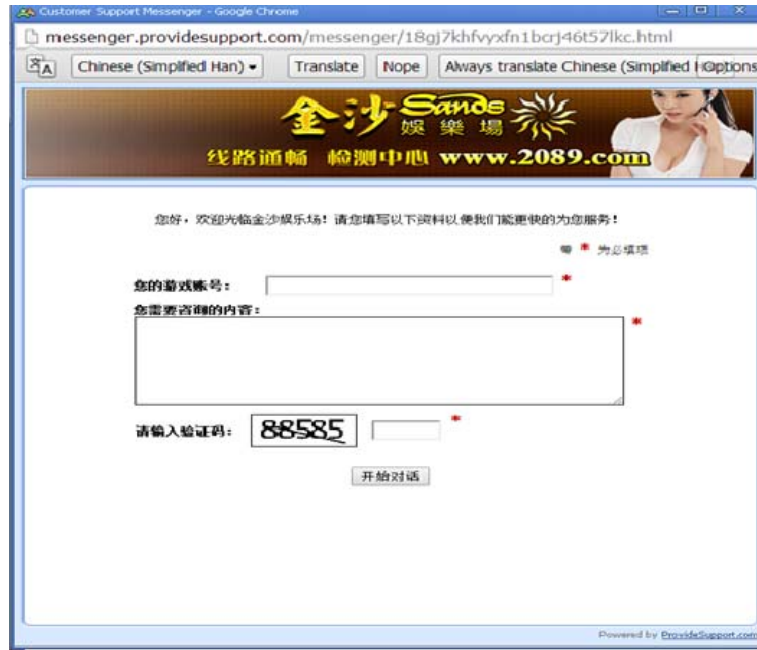 Customer Support Messenger - Google Chrome
messenger.providesupport.com/messenger/18gj7khfvyxfn1bcrj46t57lkc.html
Chinese (Simplified Han) Translate Nope Always translate Chinese (Simplified H Options
金沙 Sands
娛樂場
线路通畅 检测中心 www.2089.com
您好，欢迎光临金沙娱乐场！请您填写以下资料以便我们能更快的为您服务！
* 为必填项
您的游戏账号： *
您需要咨询的内容：
*
请输入验证码： 88585 *
开始对话
Powered by ProvideSupport.com